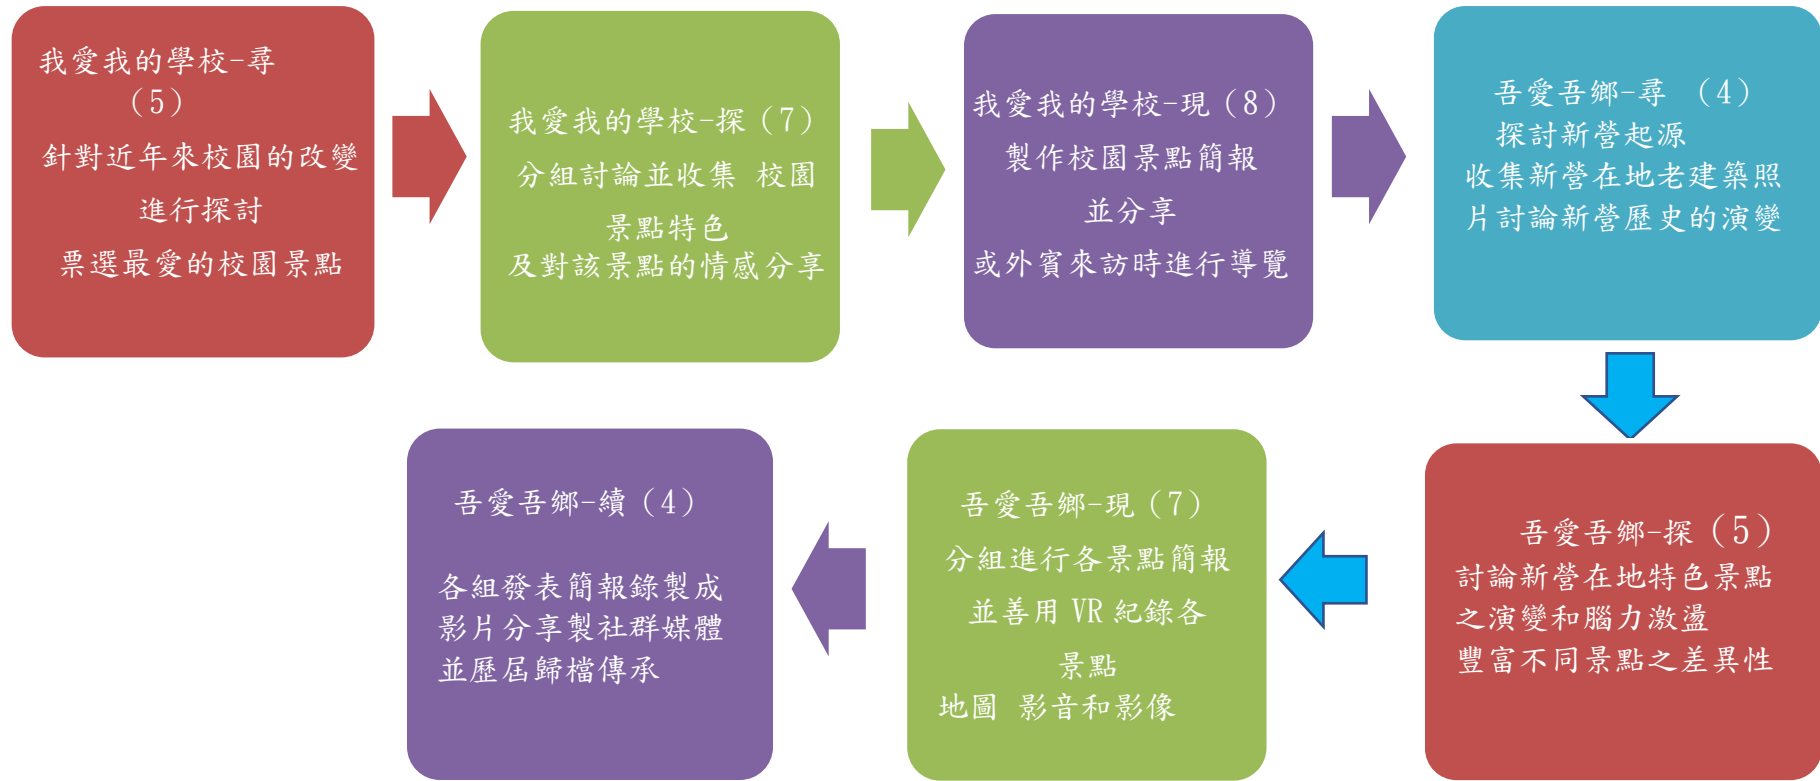 我愛我的學校-尋
（5）
針對近年來校園的改變
進行探討
票選最愛的校園景點
我愛我的學校-探（7）
分組討論並收集 校園
景點特色
及對該景點的情感分享
我愛我的學校-現（8）
製作校園景點簡報
並分享
或外賓來訪時進行導覽
吾愛吾鄉-尋 （4）
探討新營起源
收集新營在地老建築照
片討論新營歷史的演變
吾愛吾鄉-探（5）
討論新營在地特色景點
之演變和腦力激盪
豐富不同景點之差異性
吾愛吾鄉-現（7）
分組進行各景點簡報
並善用 VR 紀錄各
景點
地圖 影音和影像
吾愛吾鄉-續（4）
各組發表簡報錄製成
影片分享製社群媒體
並歷屆歸檔傳承